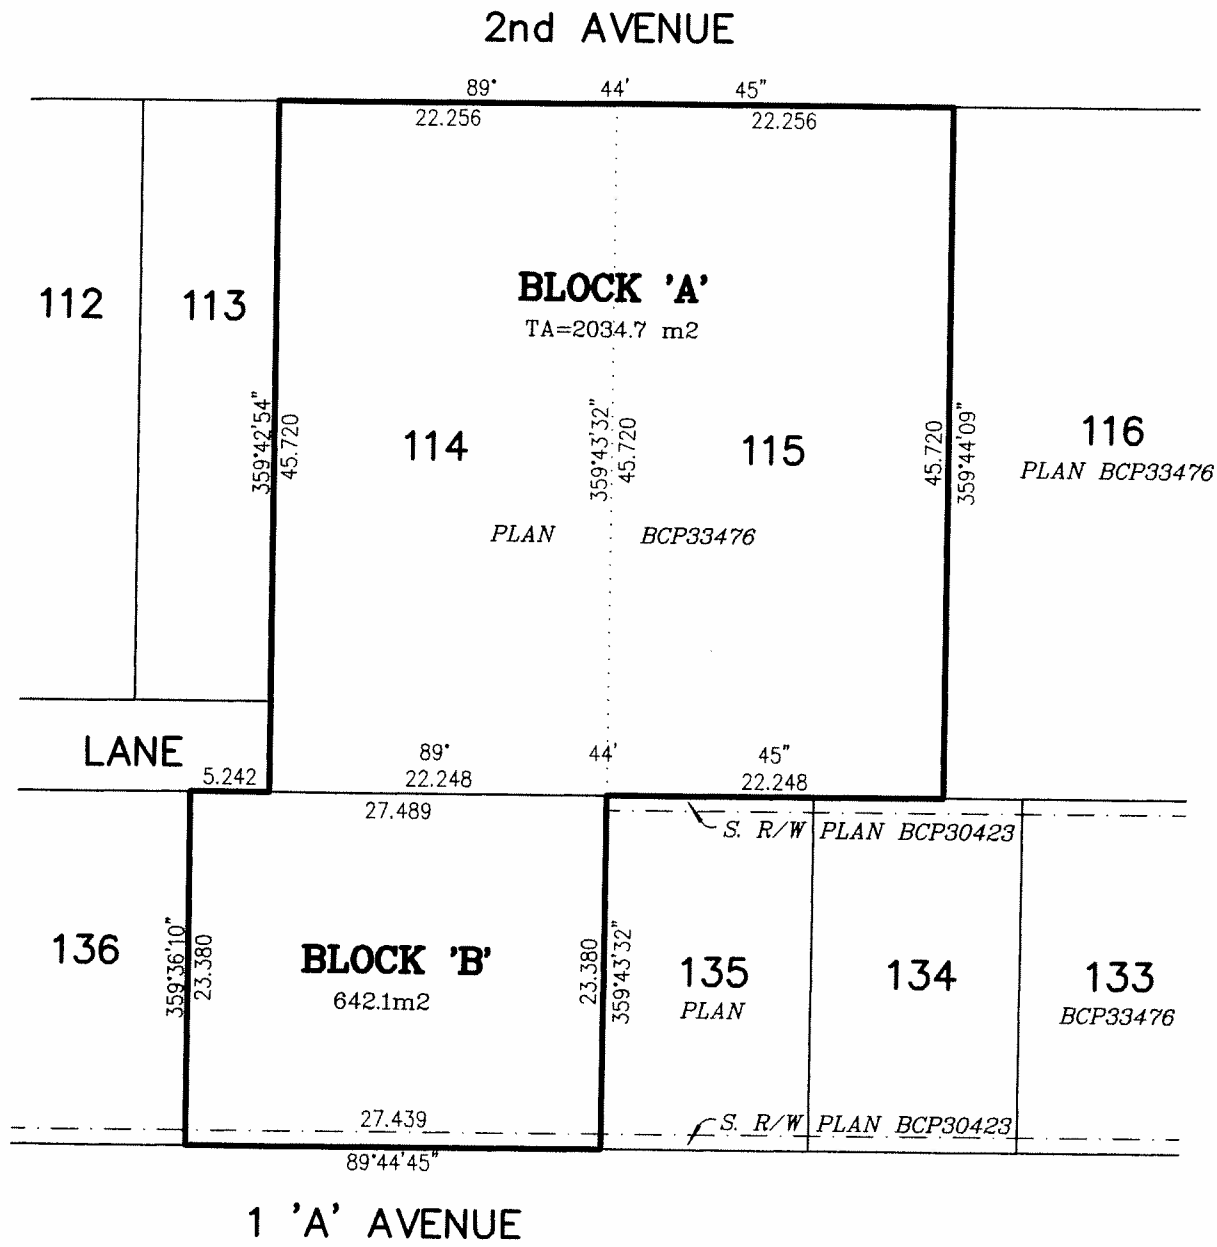 2nd AVENUE
89° 44' 45"
22.256 22.256
BLOCK 'A'
TA=2034.7 m2
112 113
359°42'54"
45.720
114
359°43'32"
45.720
115
45.720
359°44'09"
116
PLAN BCP33476
PLAN BCP33476
LANE
89° 44' 45"
5.242 22.248 22.248
27.489
S. R/W PLAN BCP30423
136
359°36'10"
23.380
BLOCK 'B'
642.1m2
23.380
359°43'32"
135
PLAN
134
133
BCP33476
27.439
S. R/W PLAN BCP30423
89°44'45"
1 'A' AVENUE